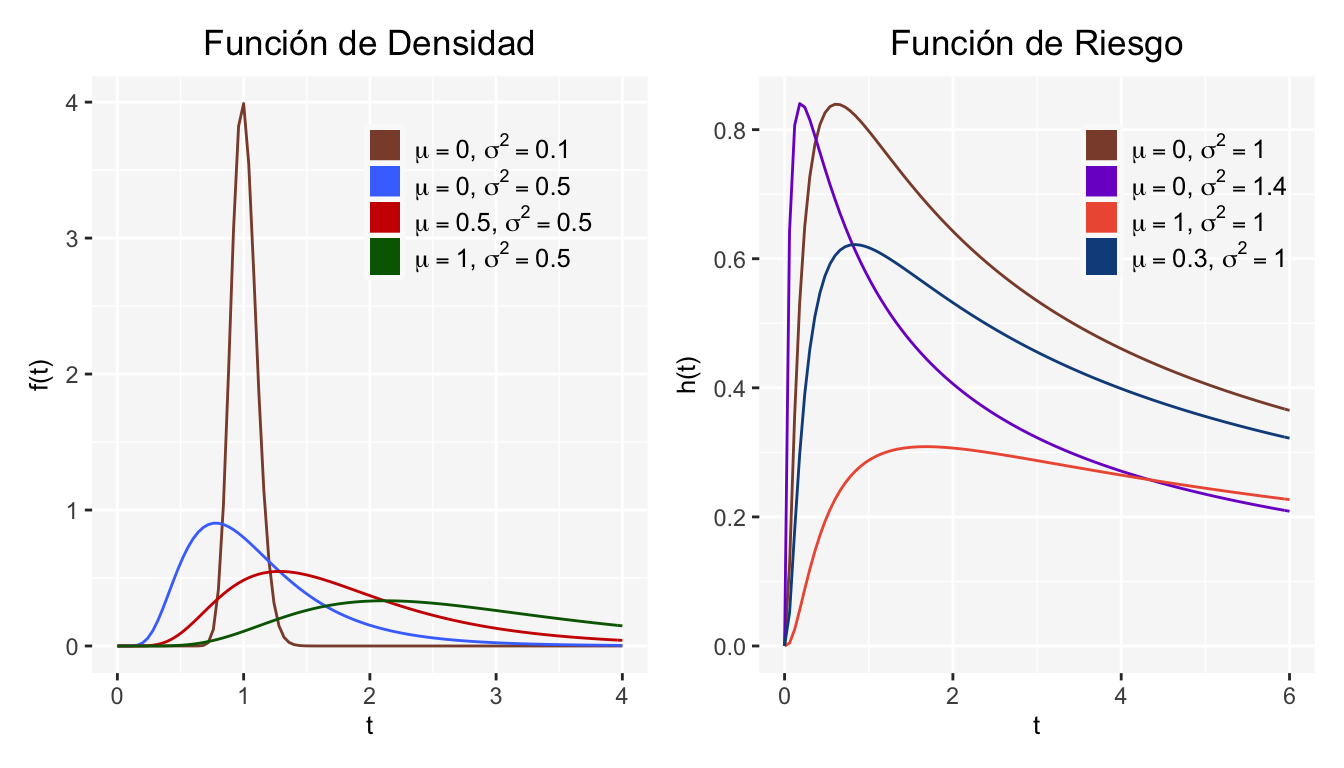 Función de Densidad
f(t)
4
3
2
1
0
μ = 0, σ² = 0.1
μ = 0, σ² = 0.5
μ = 0.5, σ² = 0.5
μ = 1, σ² = 0.5
0 1 2 3 4
t
Función de Riesgo
h(t)
0.8
0.6
0.4
0.2
0.0
μ = 0, σ² = 1
μ = 0, σ² = 1.4
μ = 1, σ² = 1
μ = 0.3, σ² = 1
0 2 4 6
t